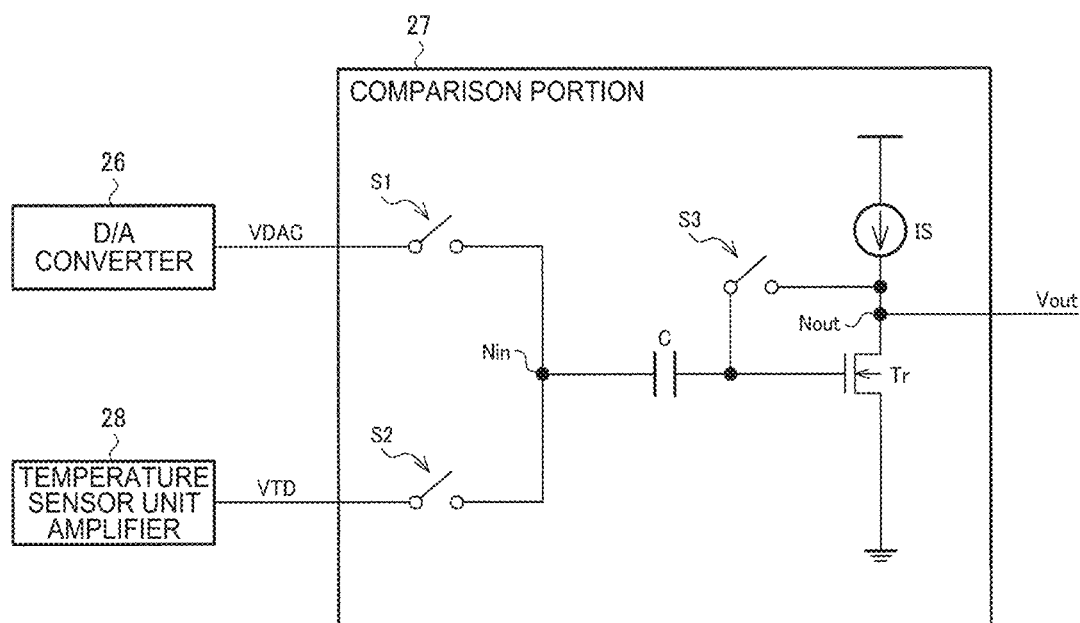 27
COMPARISON PORTION
26
D/A
CONVERTER
VDAC
S1
S3
IS
Nout
Vout
Nin
C
Tr
28
TEMPERATURE
SENSOR UNIT
AMPLIFIER
VTD
S2